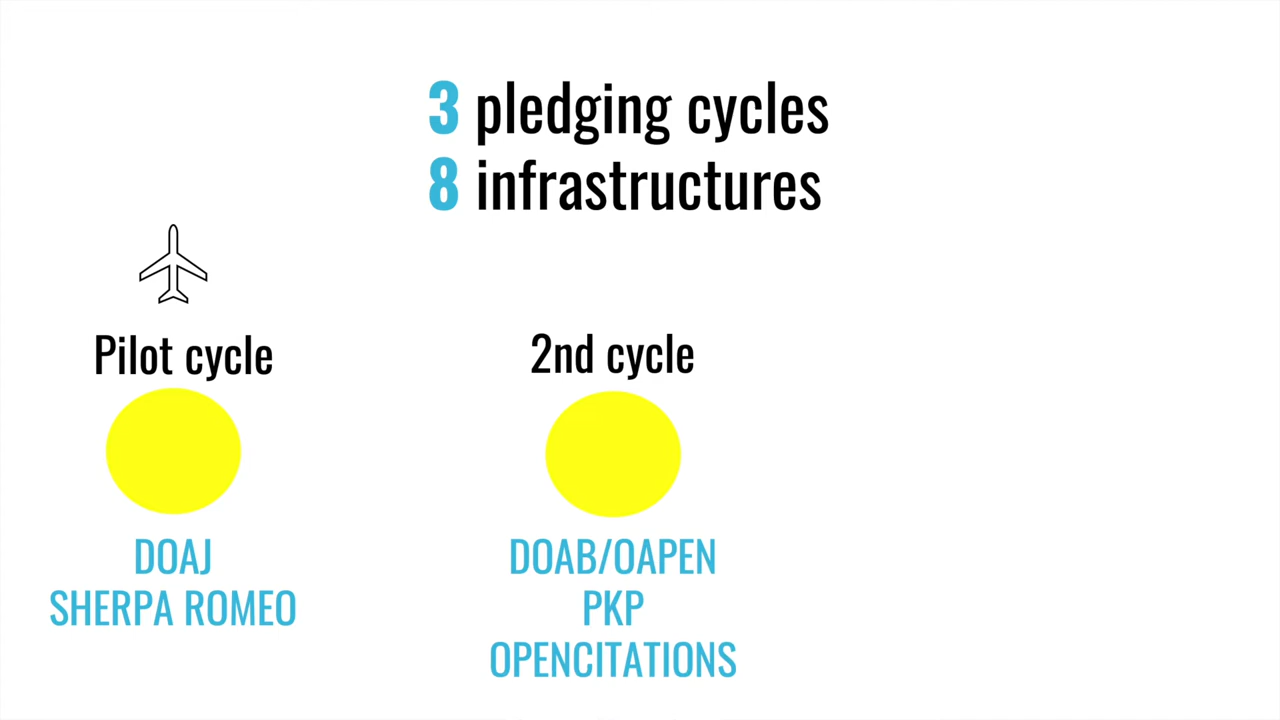 3 pledging cycles
8 infrastructures
Pilot cycle
2nd cycle
DOAJ
SHERPA ROMEO
DOAB/OAPEN
PKP
OPENCITATIONS